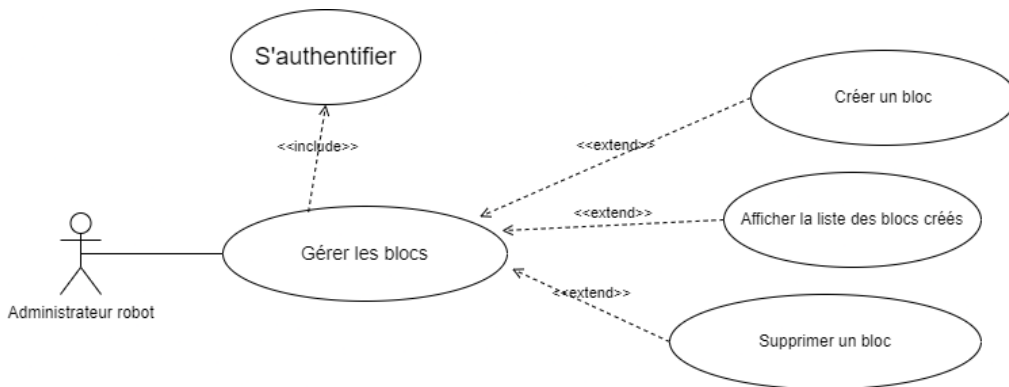 S'authentifier
<<include>>
Créer un bloc
<<extend>>
Afficher la liste des blocs créés
<<extend>>
Gérer les blocs
<<extend>>
Administrateur robot
Supprimer un bloc